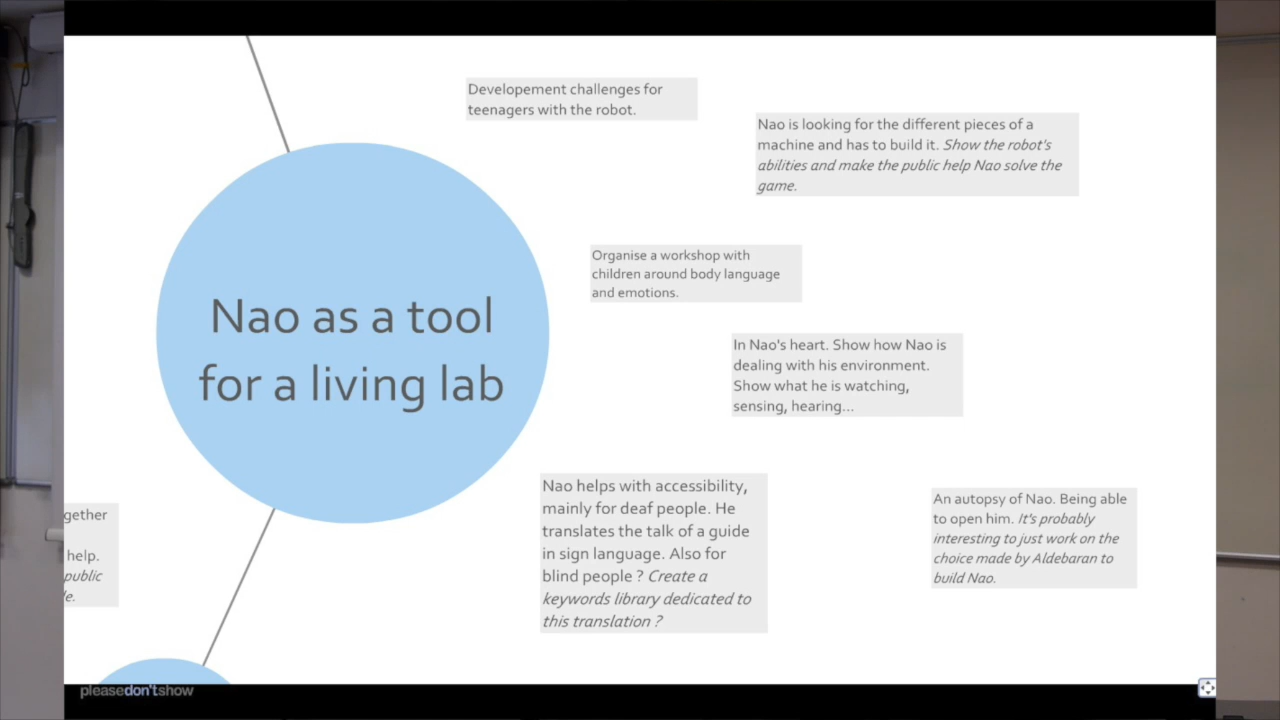 Developement challenges for
teenagers with the robot.
Nao is looking for the different pieces of a
machine and has to build it. Show the robot's
abilities and make the public help Nao solve the
game.
Organise a workshop with
children around body language
and emotions.
Nao as a tool
for a living lab
In Nao's heart. Show how Nao is
dealing with his environment.
Show what he is watching,
sensing, hearing...
Nao helps with accessibility,
mainly for deaf people. He
translates the talk of a guide
in sign language. Also for
blind people ? Create a
keywords library dedicated to
this translation ?
An autopsy of Nao. Being able
to open him. It's probably
interesting to just work on the
choice made by Aldebaran to
build Nao.
gether
help.
public
pleasedon'tshow